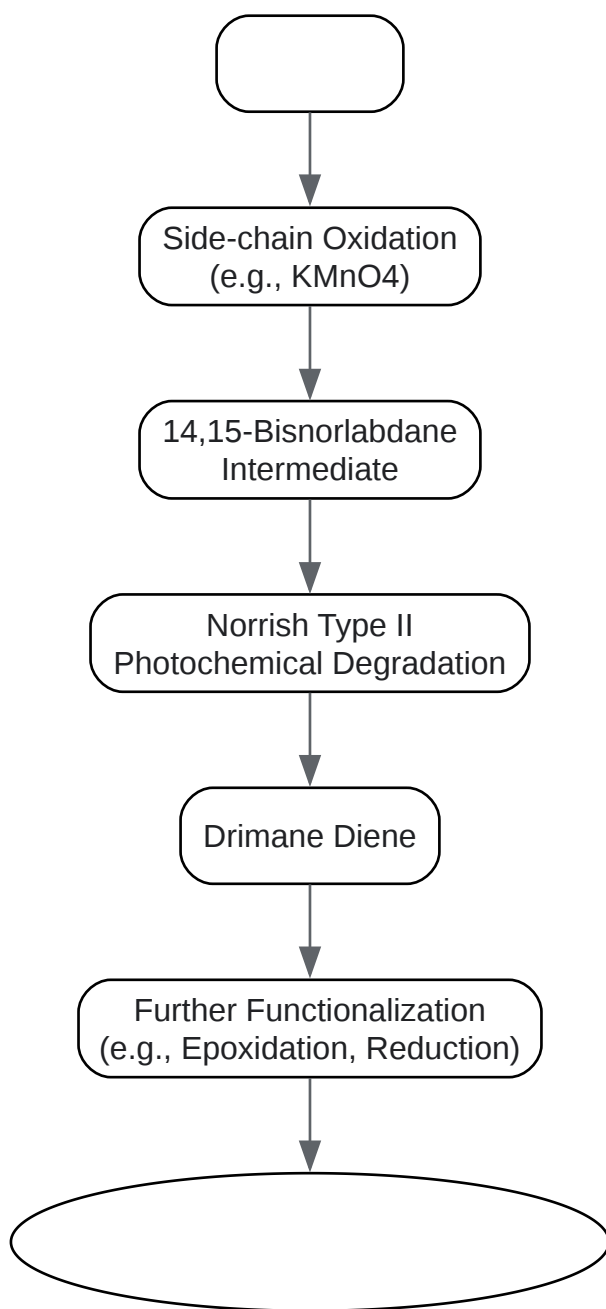 Side-chain Oxidation
(e.g., KMnO4)
14,15-Bisnorlabdane
Intermediate
Norrish Type II
Photochemical Degradation
Drimane Diene
Further Functionalization
(e.g., Epoxidation, Reduction)